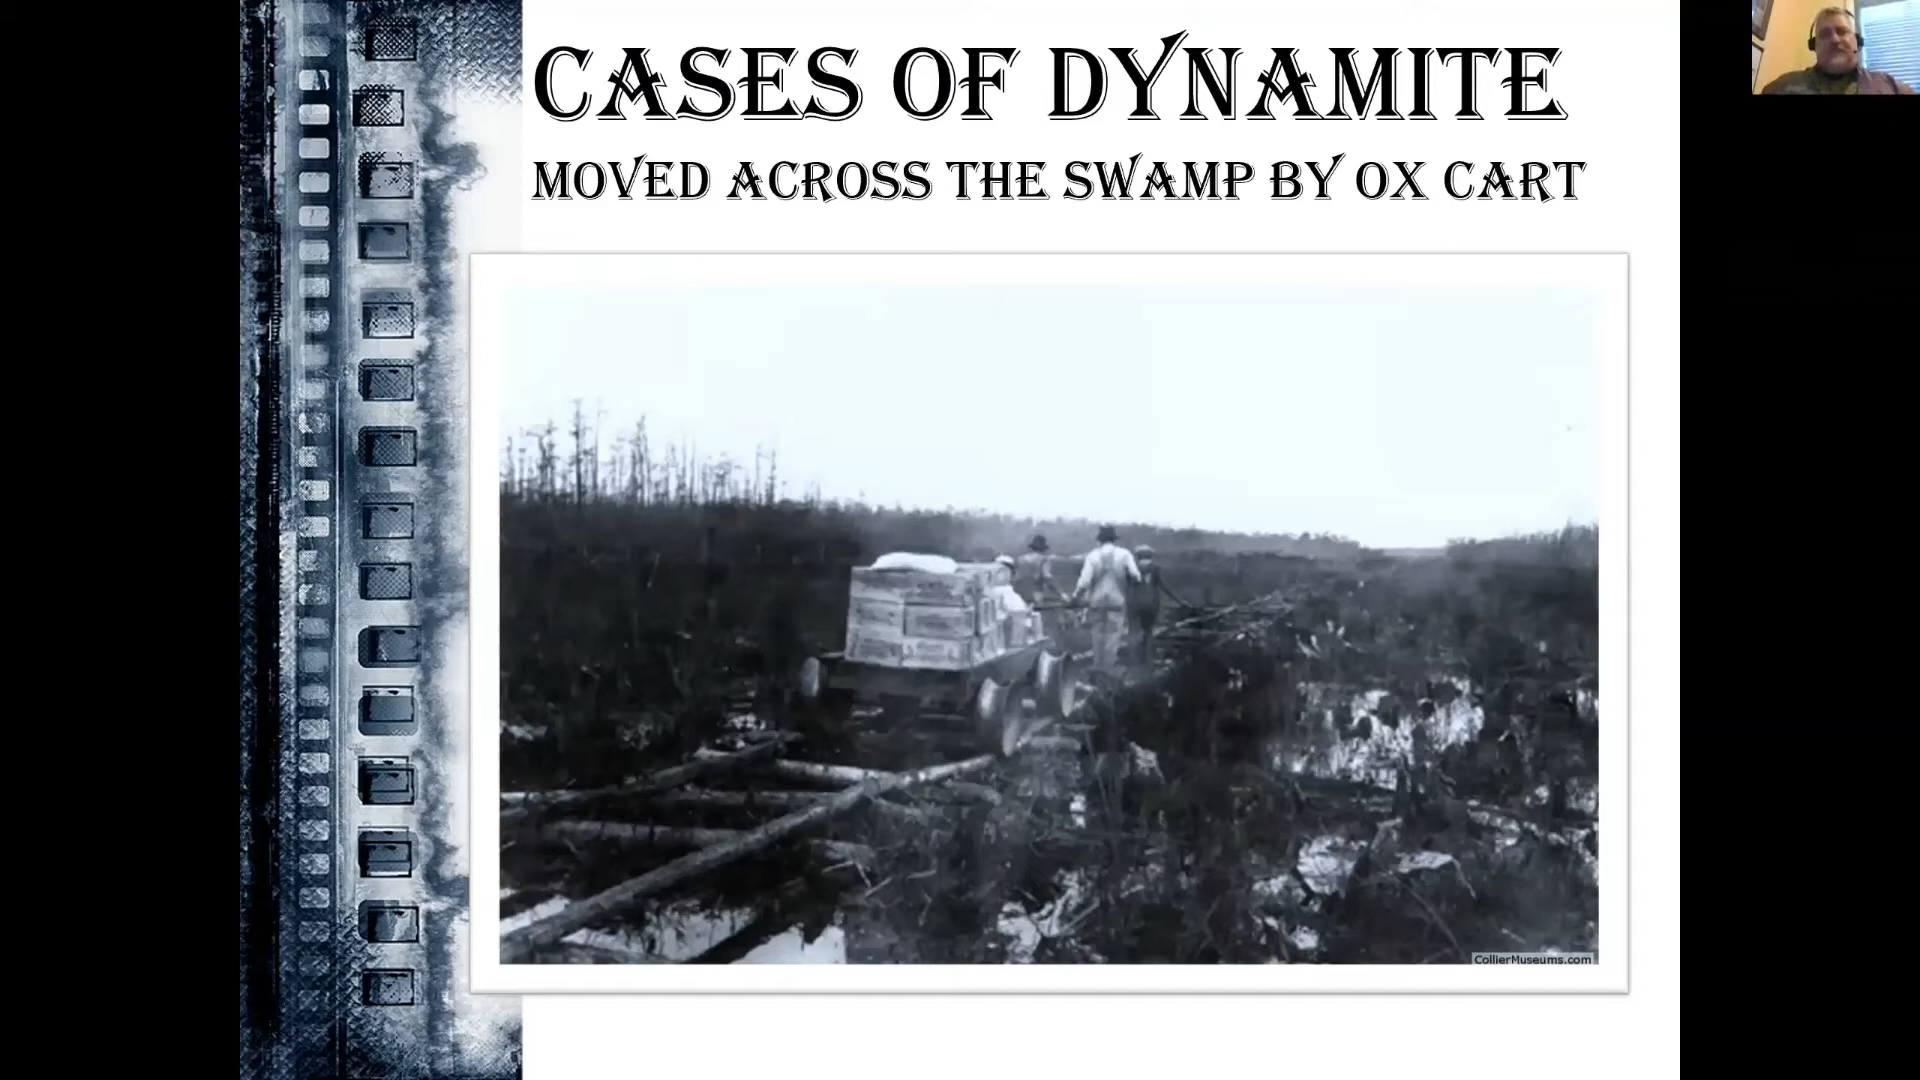 CASES OF DYNAMITE
MOVED ACROSS THE SWAMP BY OX CART
CollierMuseums.com